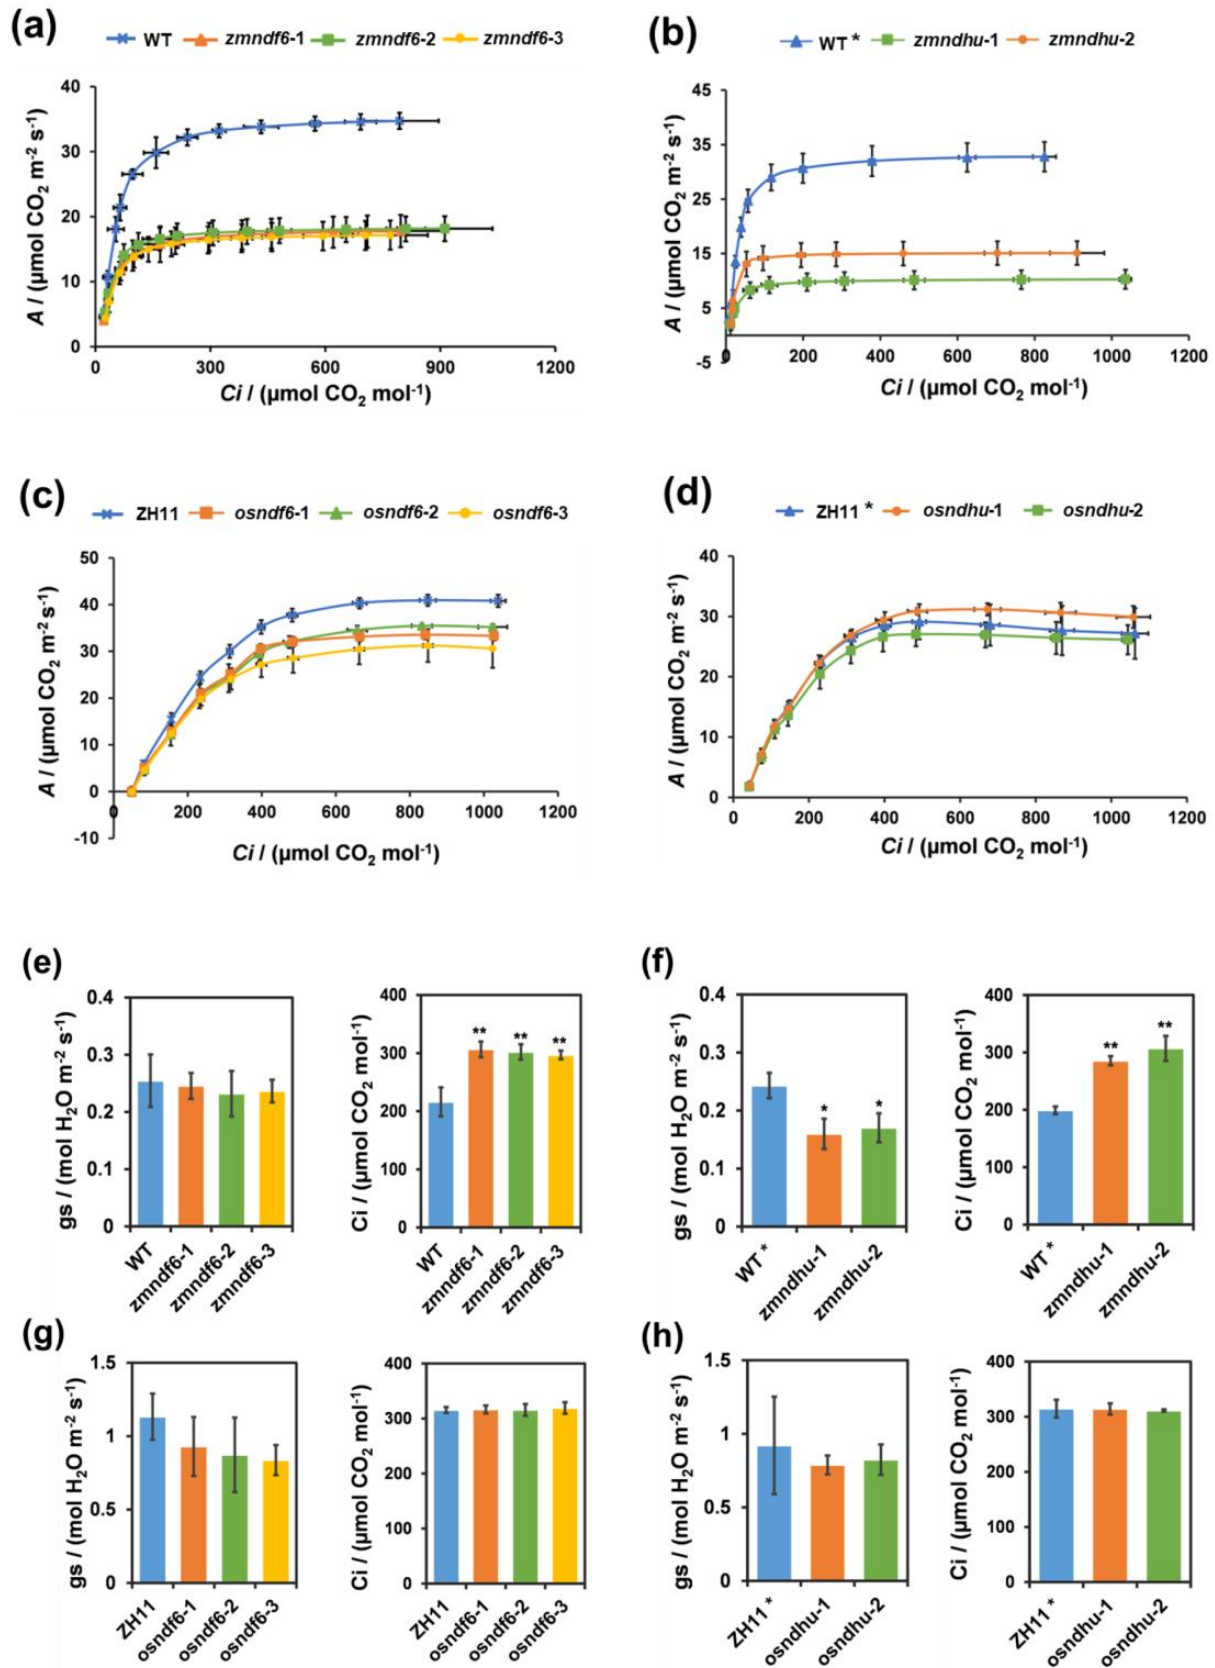 (a)
WT zmndf6-1 zmndf6-2 zmndf6-3
40
30
20
10
0
0 300 600 900 1200
A / (µmol CO₂ m⁻² s⁻¹)
Ci / (µmol CO₂ mol⁻¹)
(b)
WT * zmndhu-1 zmndhu-2
45
35
25
15
5
-5
0 200 400 600 800 1000 1200
A / (µmol CO₂ m⁻² s⁻¹)
Ci / (µmol CO₂ mol⁻¹)
(c)
ZH11 osndf6-1 osndf6-2 osndf6-3
50
40
30
20
10
0
-10
0 200 400 600 800 1000 1200
A / (µmol CO₂ m⁻² s⁻¹)
Ci / (µmol CO₂ mol⁻¹)
(d)
ZH11 * osndhu-1 osndhu-2
40
30
20
10
0
0 200 400 600 800 1000 1200
A / (µmol CO₂ m⁻² s⁻¹)
Ci / (µmol CO₂ mol⁻¹)
(e)
gs / (mol H₂O m⁻² s⁻¹)
0.4
0.3
0.2
0.1
0
WT zmndf6-1 zmndf6-2 zmndf6-3
Ci / (µmol CO₂ mol⁻¹)
400
300
200
100
0
** ** **
WT zmndf6-1 zmndf6-2 zmndf6-3
(f)
gs / (mol H₂O m⁻² s⁻¹)
0.4
0.3
0.2
0.1
0
* *
WT * zmndhu-1 zmndhu-2
Ci / (µmol CO₂ mol⁻¹)
400
300
200
100
0
** **
WT * zmndhu-1 zmndhu-2
(g)
gs / (mol H₂O m⁻² s⁻¹)
1.5
1
0.5
0
ZH11 osndf6-1 osndf6-2 osndf6-3
Ci / (µmol CO₂ mol⁻¹)
400
300
200
100
0
ZH11 osndf6-1 osndf6-2 osndf6-3
(h)
gs / (mol H₂O m⁻² s⁻¹)
1.5
1
0.5
0
ZH11 * osndhu-1 osndhu-2
Ci / (µmol CO₂ mol⁻¹)
400
300
200
100
0
ZH11 * osndhu-1 osndhu-2